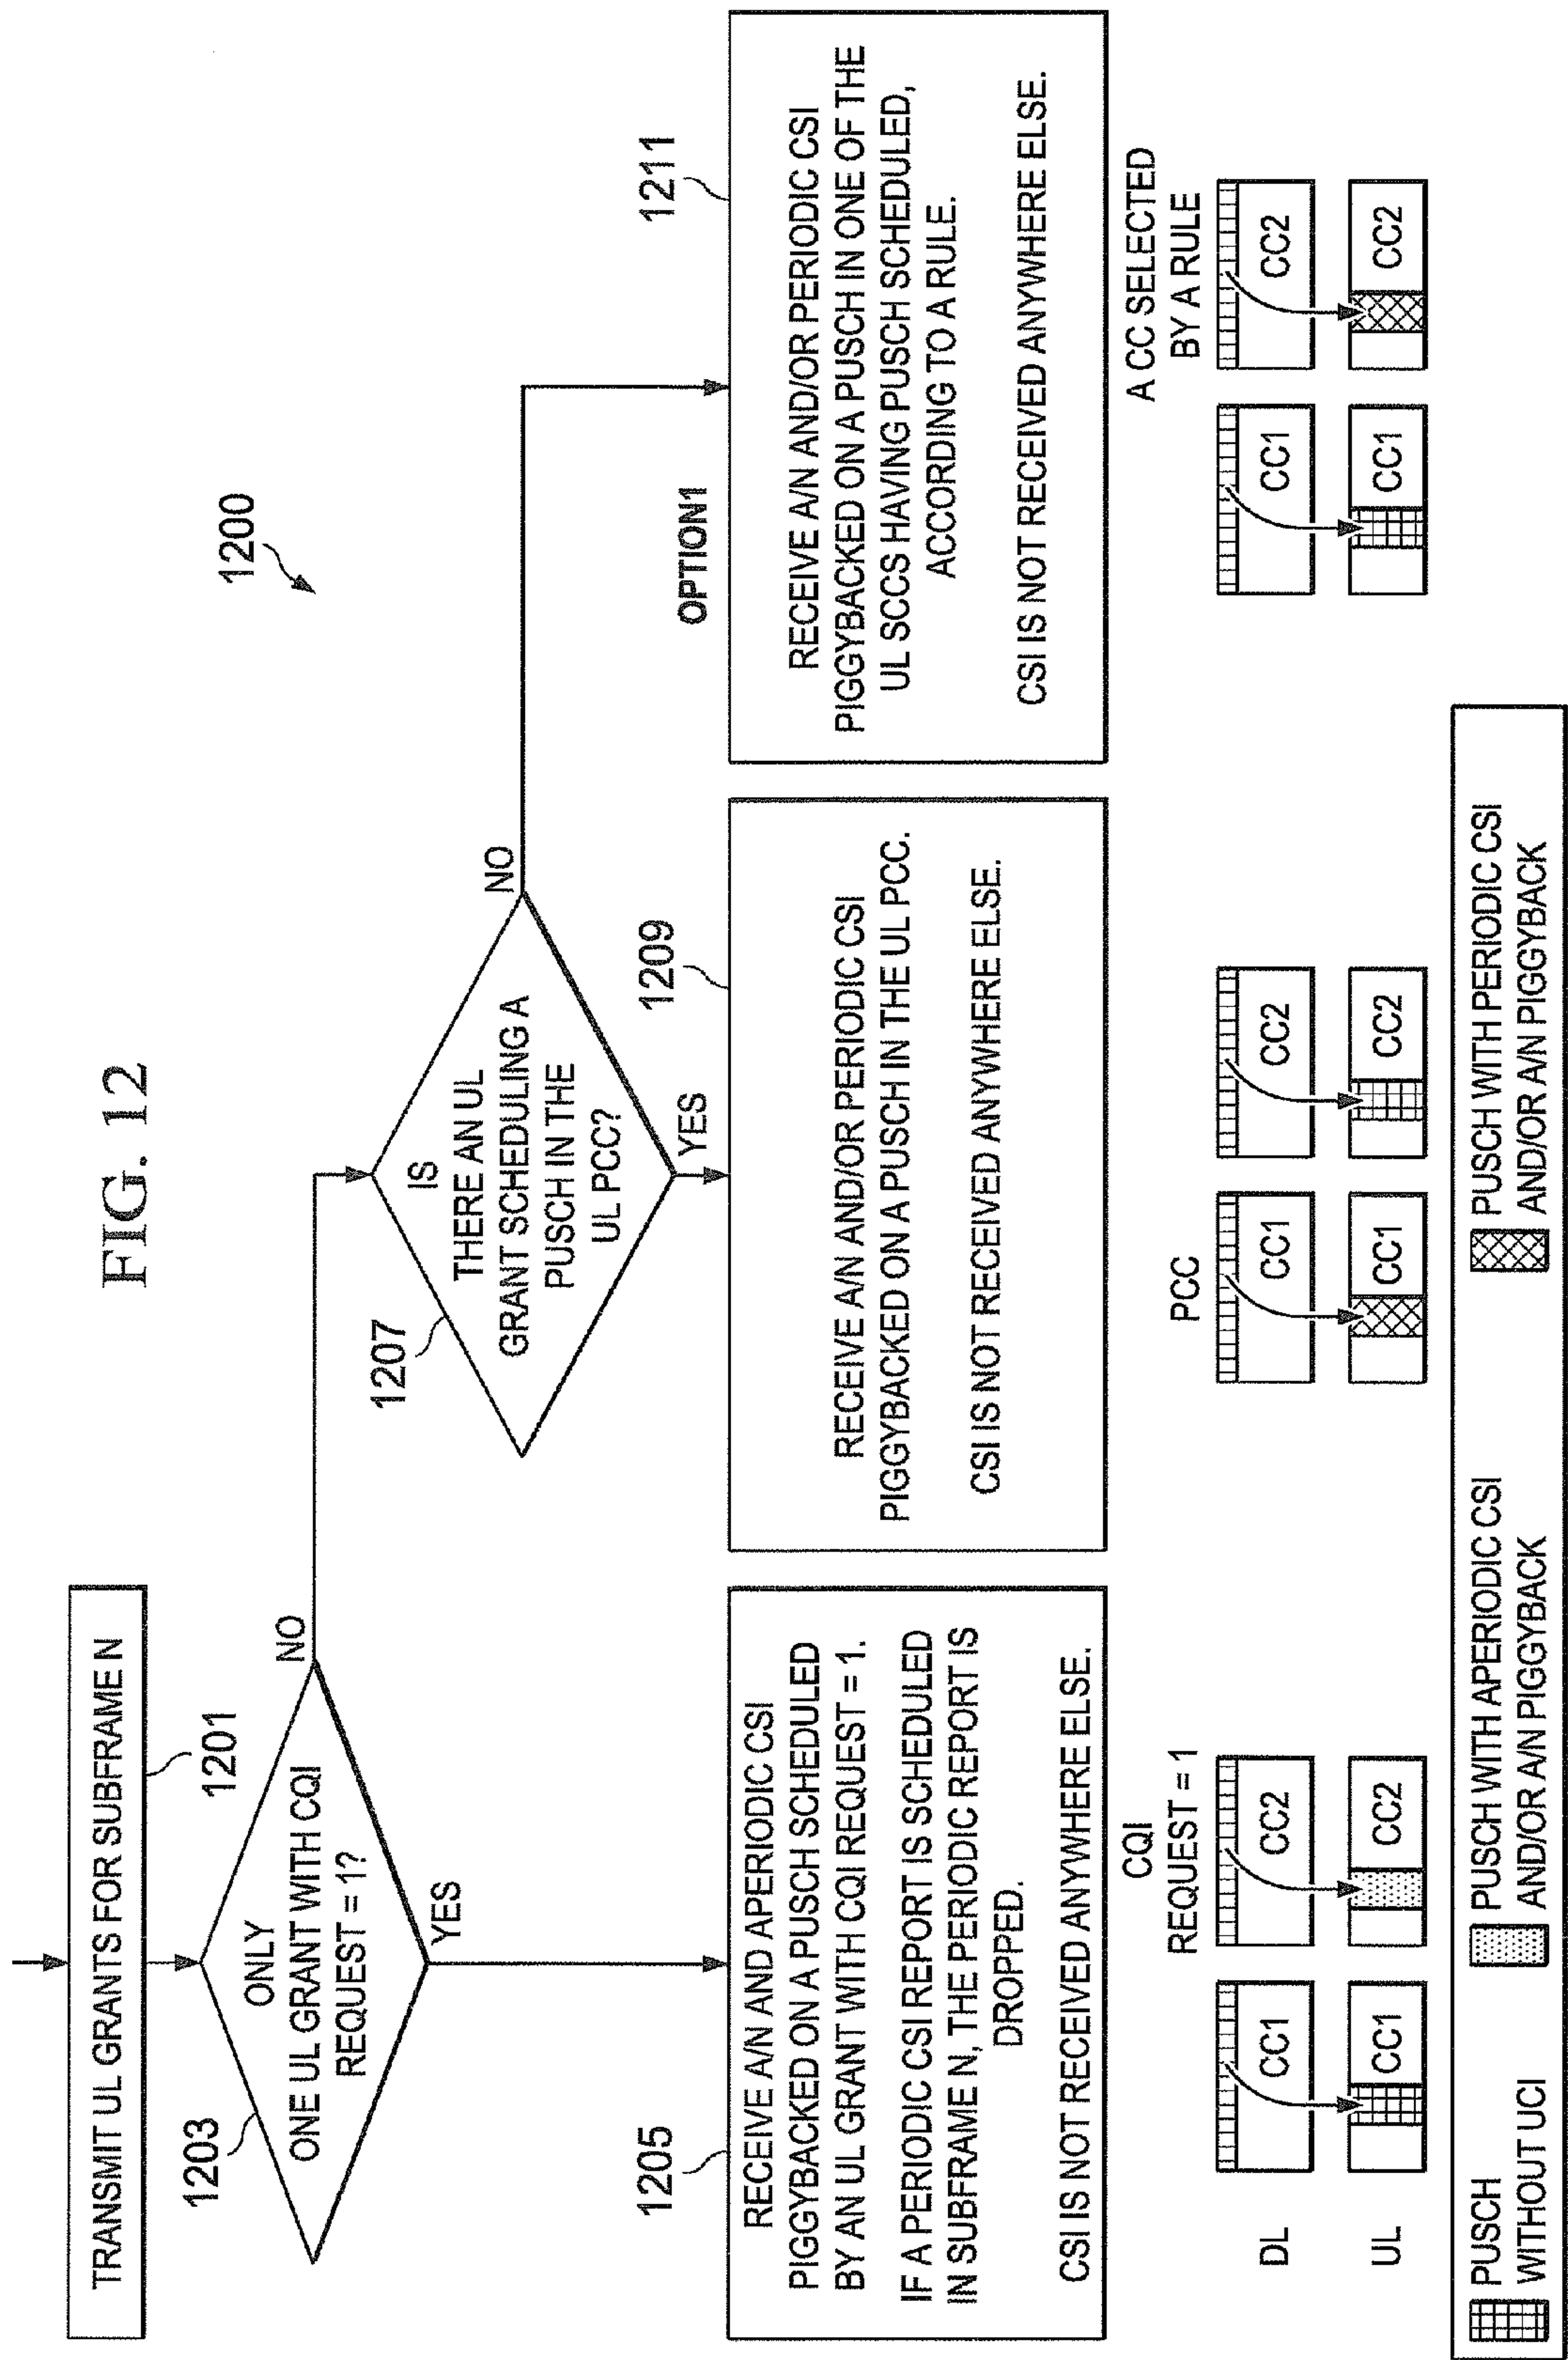 FIG. 12
1200
TRANSMIT UL GRANTS FOR SUBFRAME N
1201
1203
ONLY
ONE UL GRANT WITH CQI
REQUEST = 1?
NO
YES
1207
IS
THERE AN UL
GRANT SCHEDULING A
PUSCH IN THE
UL PCC?
NO
YES
1205
RECEIVE A/N AND APERIODIC CSI
PIGGYBACKED ON A PUSCH SCHEDULED
BY AN UL GRANT WITH CQI REQUEST = 1.
IF A PERIODIC CSI REPORT IS SCHEDULED
IN SUBFRAME N, THE PERIODIC REPORT IS
DROPPED.
CSI IS NOT RECEIVED ANYWHERE ELSE.
1209
RECEIVE A/N AND/OR PERIODIC CSI
PIGGYBACKED ON A PUSCH IN THE UL PCC.
CSI IS NOT RECEIVED ANYWHERE ELSE.
OPTION1
1211
RECEIVE A/N AND/OR PERIODIC CSI
PIGGYBACKED ON A PUSCH IN ONE OF THE
UL SCCS HAVING PUSCH SCHEDULED,
ACCORDING TO A RULE.
CSI IS NOT RECEIVED ANYWHERE ELSE.
CQI
REQUEST = 1
DL
CC1
CC2
UL
CC1
CC2
PCC
CC1
CC2
CC1
CC2
A CC SELECTED
BY A RULE
CC1
CC2
CC1
CC2
PUSCH
WITHOUT UCI
PUSCH WITH APERIODIC CSI
AND/OR A/N PIGGYBACK
PUSCH WITH PERIODIC CSI
AND/OR A/N PIGGYBACK